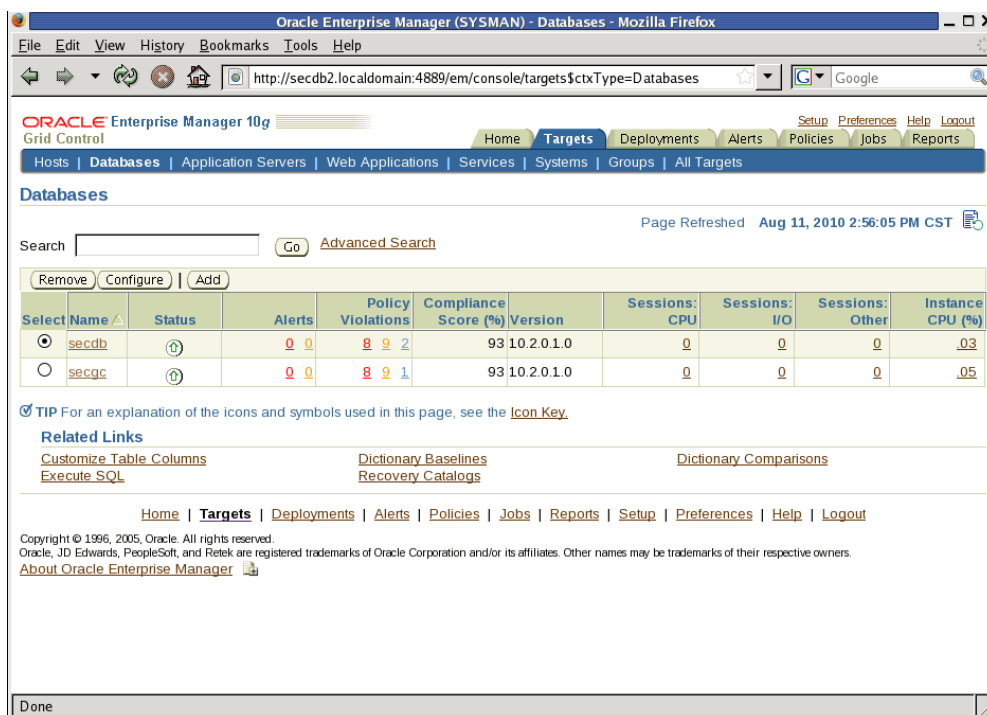 Oracle Enterprise Manager (SYSMAN) - Databases - Mozilla Firefox
File Edit View History Bookmarks Tools Help
http://secdb2.localdomain:4889/em/console/targets$ctxType=Databases G Google
ORACLE Enterprise Manager 10g
Grid Control
Setup Preferences Help Logout
Home Targets Deployments Alerts Policies Jobs Reports
Hosts | Databases | Application Servers | Web Applications | Services | Systems | Groups | All Targets
Databases
Page Refreshed Aug 11, 2010 2:56:05 PM CST
Search Go Advanced Search
Remove Configure | Add
Select Name Status Alerts Policy Violations Compliance Score (%) Version Sessions: CPU Sessions: I/O Sessions: Other Instance CPU (%)
secdb 0 0 8 9 2 93 10.2.0.1.0 0 0 0 .03
secgc 0 0 8 9 1 93 10.2.0.1.0 0 0 0 .05
TIP For an explanation of the icons and symbols used in this page, see the Icon Key.
Related Links
Customize Table Columns Dictionary Baselines Dictionary Comparisons
Execute SQL Recovery Catalogs
Home | Targets | Deployments | Alerts | Policies | Jobs | Reports | Setup | Preferences | Help | Logout
Copyright © 1996, 2005, Oracle. All rights reserved.
Oracle, JD Edwards, PeopleSoft, and Retek are registered trademarks of Oracle Corporation and/or its affiliates. Other names may be trademarks of their respective owners.
About Oracle Enterprise Manager
Done